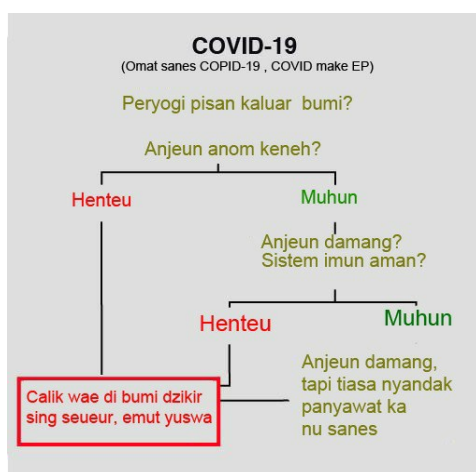 COVID-19
(Omat sanes COPID-19 , COVID make EP)
Peryogi pisan kaluar bumi?
Anjeun anom keneh?
Henteu
Muhun
Anjeun damang?
Sistem imun aman?
Henteu
Muhun
Calik wae di bumi dzikir
sing seueur, emut yuswa
Anjeun damang,
tapi tiasa nyandak
panyawat ka
nu sanes